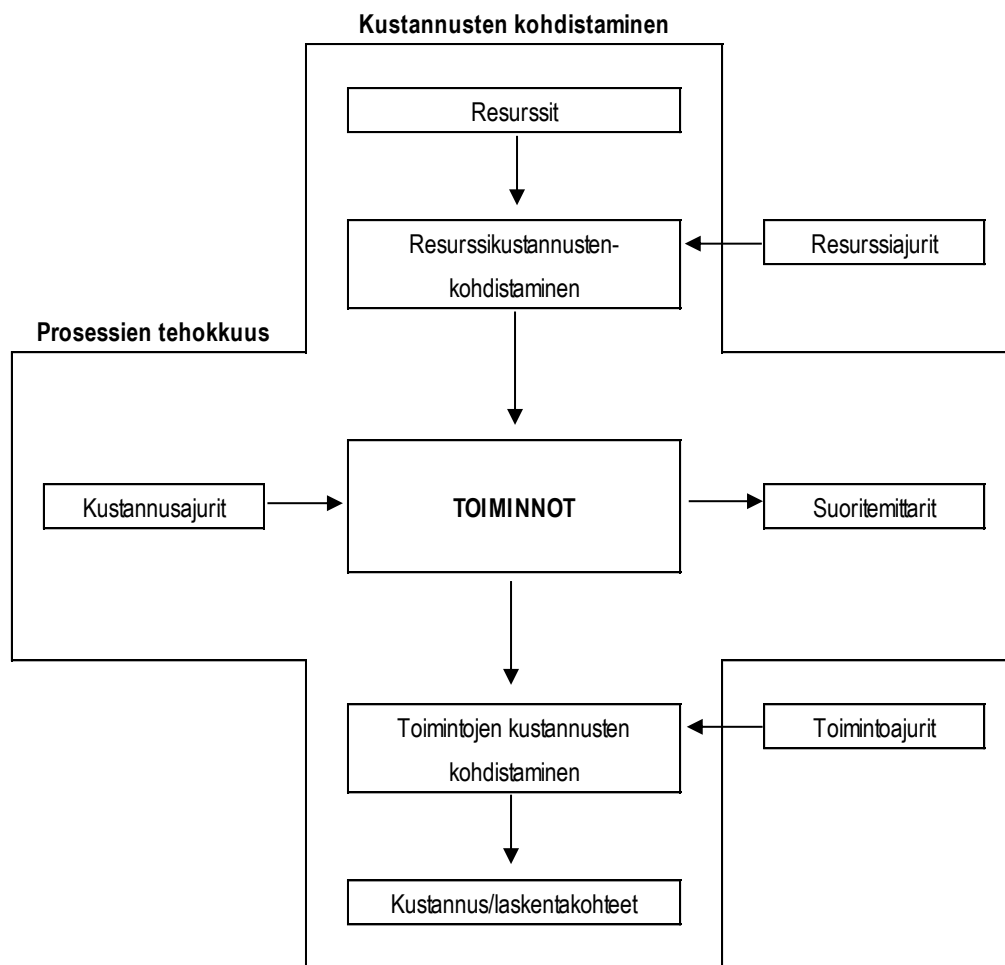 Kustannusten kohdistaminen
Resurssit
Resurssikustannusten-
kohdistaminen
Resurssiajurit
Prosessien tehokkuus
Kustannusajurit
TOIMINNOT
Suoritemittarit
Toimintojen kustannusten
kohdistaminen
Toimintoajurit
Kustannus/laskentakohteet